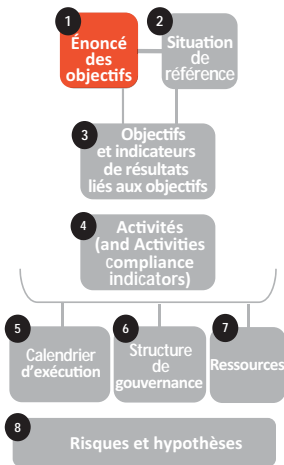 1
Énoncé
des
objectifs
2
Situation
de
référence
3
Objectifs
et indicateurs
de résultats
liés aux objectifs
4
Activités
(and Activities
compliance
indicators)
5
Calendrier
d'exécution
6
Structure
de
gouvernance
7
Ressources
8
Risques et hypothèses